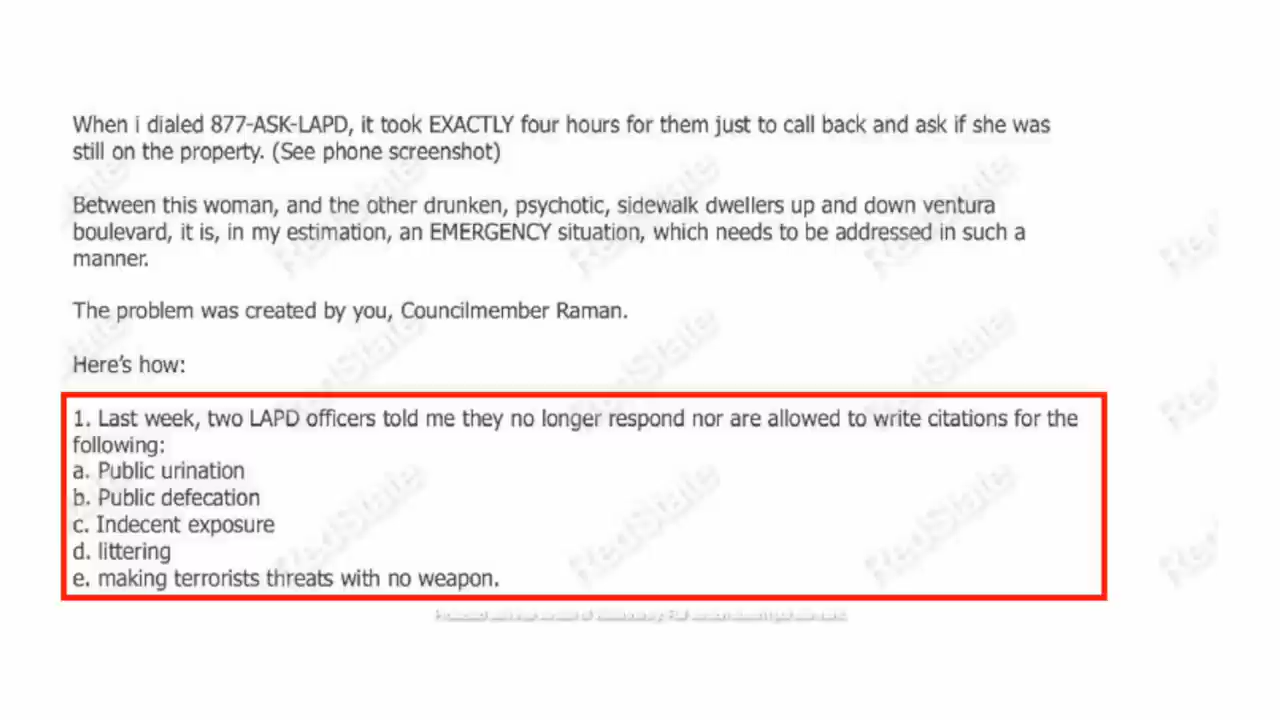 When i dialed 877-ASK-LAPD, it took EXACTLY four hours for them just to call back and ask if she was
still on the property. (See phone screenshot)
Between this woman, and the other drunken, psychotic, sidewalk dwellers up and down ventura
boulevard, it is, in my estimation, an EMERGENCY situation, which needs to be addressed in such a
manner.
The problem was created by you, Councilmember Raman.
Here's how:
1. Last week, two LAPD officers told me they no longer respond nor are allowed to write citations for the
following:
a. Public urination
b. Public defecation
c. Indecent exposure
d. littering
e. making terrorists threats with no weapon.
RedState